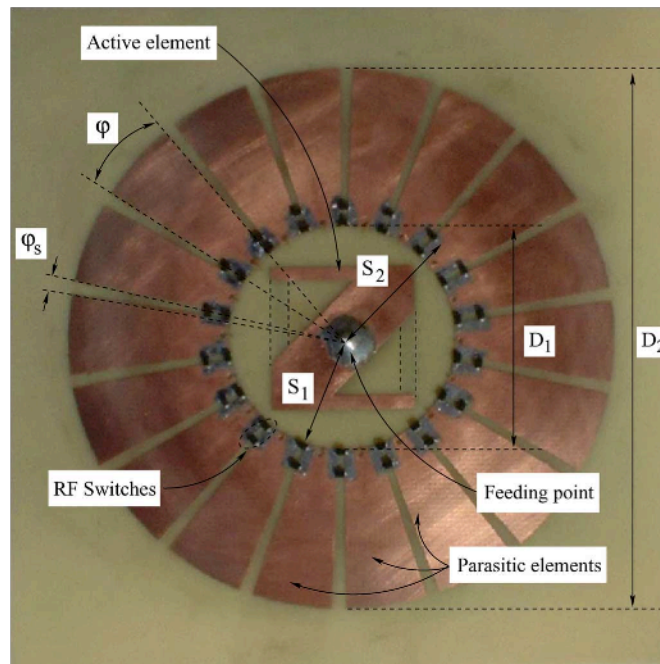 Active element
φ
φs
S2
D1
D2
S1
RF Switches
Feeding point
Parasitic elements